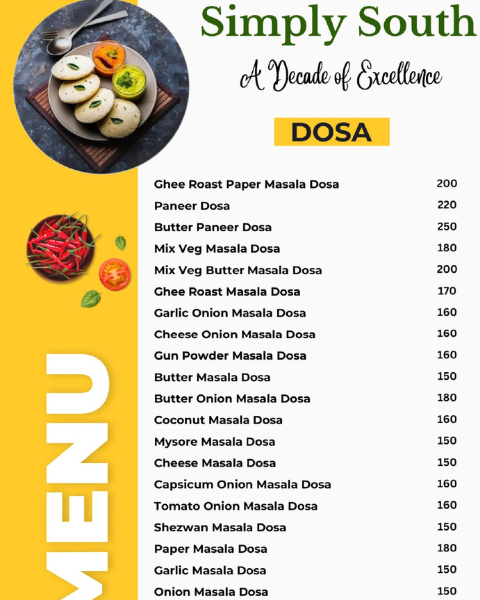 Simply South
A Decade of Excellence
DOSA
Ghee Roast Paper Masala Dosa 200
Paneer Dosa 220
Butter Paneer Dosa 250
Mix Veg Masala Dosa 180
Mix Veg Butter Masala Dosa 200
Ghee Roast Masala Dosa 170
Garlic Onion Masala Dosa 160
Cheese Onion Masala Dosa 160
Gun Powder Masala Dosa 160
Butter Masala Dosa 150
Butter Onion Masala Dosa 180
Coconut Masala Dosa 160
Mysore Masala Dosa 150
Cheese Masala Dosa 150
Capsicum Onion Masala Dosa 160
Tomato Onion Masala Dosa 160
Shezwan Masala Dosa 150
Paper Masala Dosa 180
Garlic Masala Dosa 150
Onion Masala Dosa 150
MENU